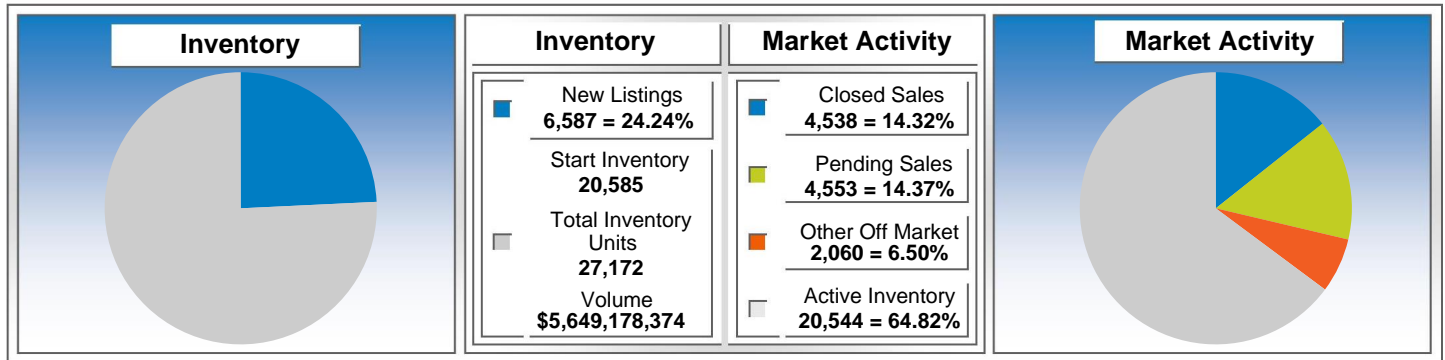 Inventory
Inventory
New Listings
6,587 = 24.24%
Start Inventory
20,585
Total Inventory
Units
27,172
Volume
$5,649,178,374
Market Activity
Closed Sales
4,538 = 14.32%
Pending Sales
4,553 = 14.37%
Other Off Market
2,060 = 6.50%
Active Inventory
20,544 = 64.82%
Market Activity